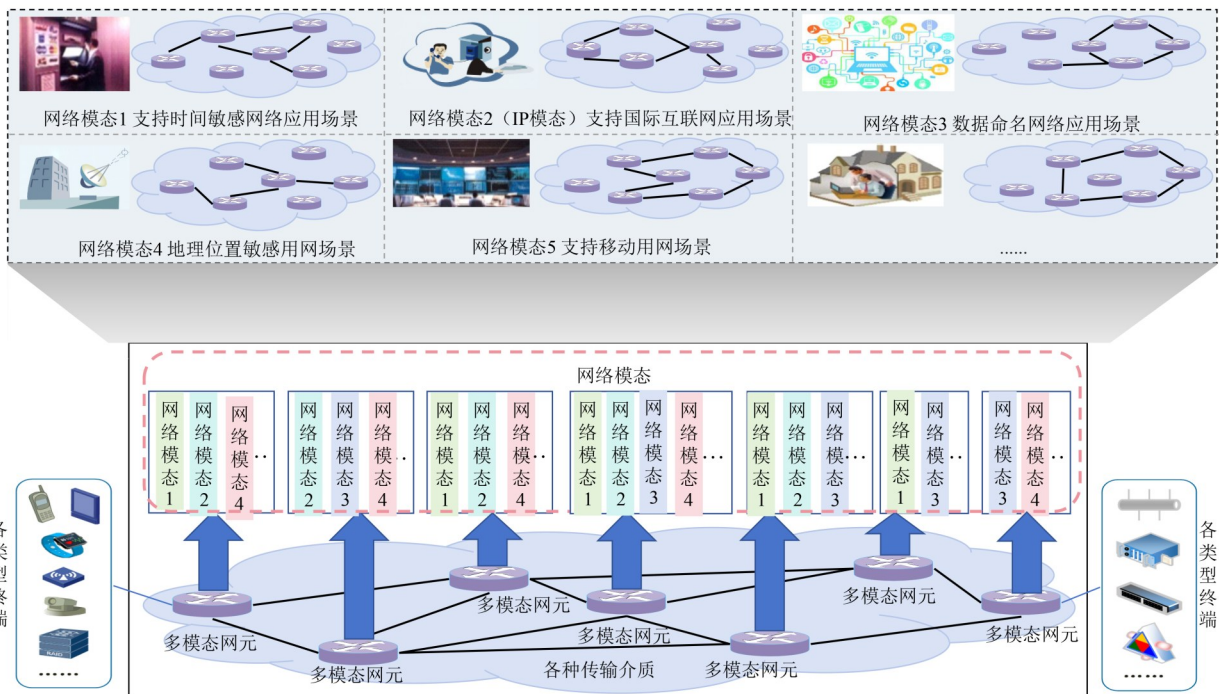 网络模态1 支持时间敏感网络应用场景
网络模态2（IP模态）支持国际互联网应用场景
网络模态3 数据命名网络应用场景
网络模态4 地理位置敏感用网场景
网络模态5 支持移动用网场景
......
网络模态
网络模态1
网络模态2
网络模态4
...
网络模态2
网络模态3
网络模态4
...
网络模态1
网络模态2
网络模态4
...
网络模态1
网络模态2
网络模态3
网络模态4
...
网络模态1
网络模态2
网络模态3
...
网络模态1
网络模态3
...
网络模态3
网络模态4
...
各类型终端
RAID
......
多模态网元
多模态网元
多模态网元
多模态网元
多模态网元
多模态网元
多模态网元
各种传输介质
各类型终端
......